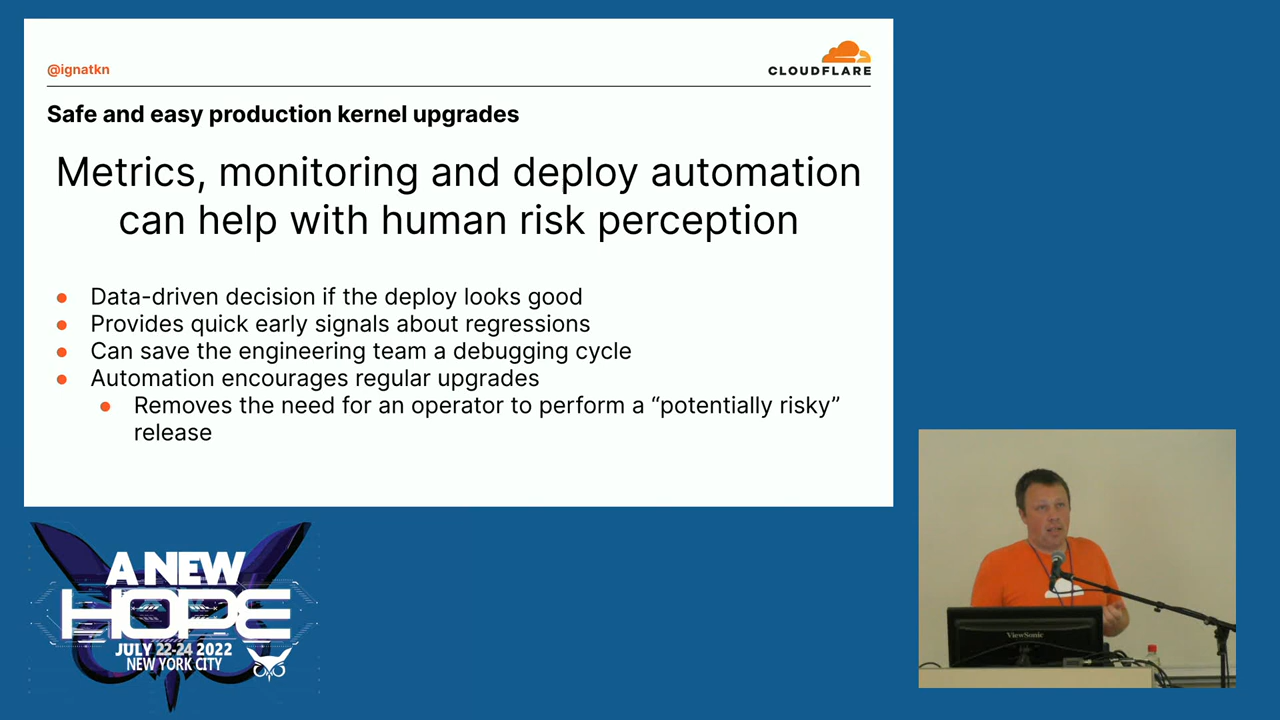 @ignatkn
CLOUDFLARE
Safe and easy production kernel upgrades
Metrics, monitoring and deploy automation
can help with human risk perception
Data-driven decision if the deploy looks good
Provides quick early signals about regressions
Can save the engineering team a debugging cycle
Automation encourages regular upgrades
Removes the need for an operator to perform a “potentially risky”
release
A NEW
HOPE
JULY 22-24 2022
NEW YORK CITY
ViewSonic